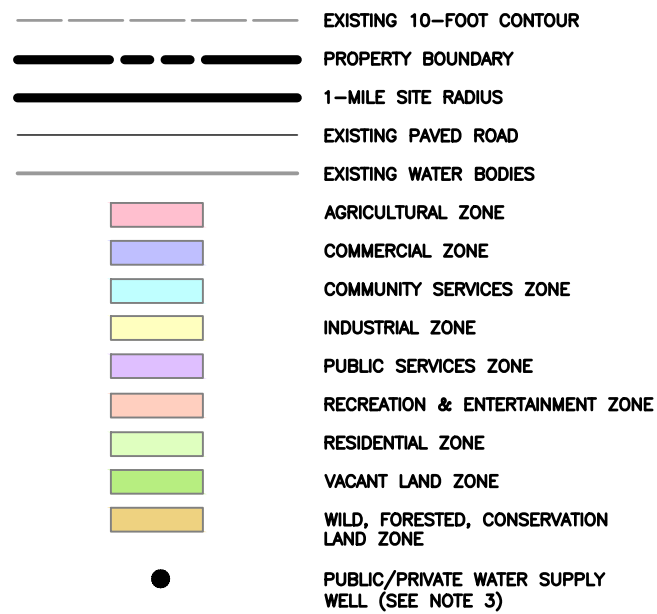 EXISTING 10-FOOT CONTOUR
PROPERTY BOUNDARY
1-MILE SITE RADIUS
EXISTING PAVED ROAD
EXISTING WATER BODIES
AGRICULTURAL ZONE
COMMERCIAL ZONE
COMMUNITY SERVICES ZONE
INDUSTRIAL ZONE
PUBLIC SERVICES ZONE
RECREATION & ENTERTAINMENT ZONE
RESIDENTIAL ZONE
VACANT LAND ZONE
WILD, FORESTED, CONSERVATION
LAND ZONE
PUBLIC/PRIVATE WATER SUPPLY
WELL (SEE NOTE 3)